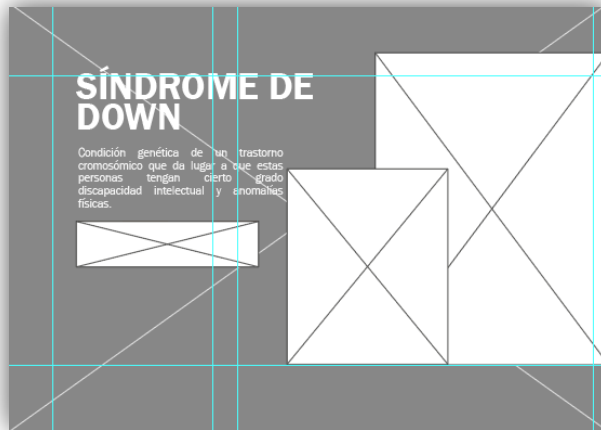 SÍNDROME DE
DOWN
Condición genética de un trastorno
cromosómico que da lugar a que estas
personas tengan cierto grado
discapacidad intelectual y anomalías
físicas.